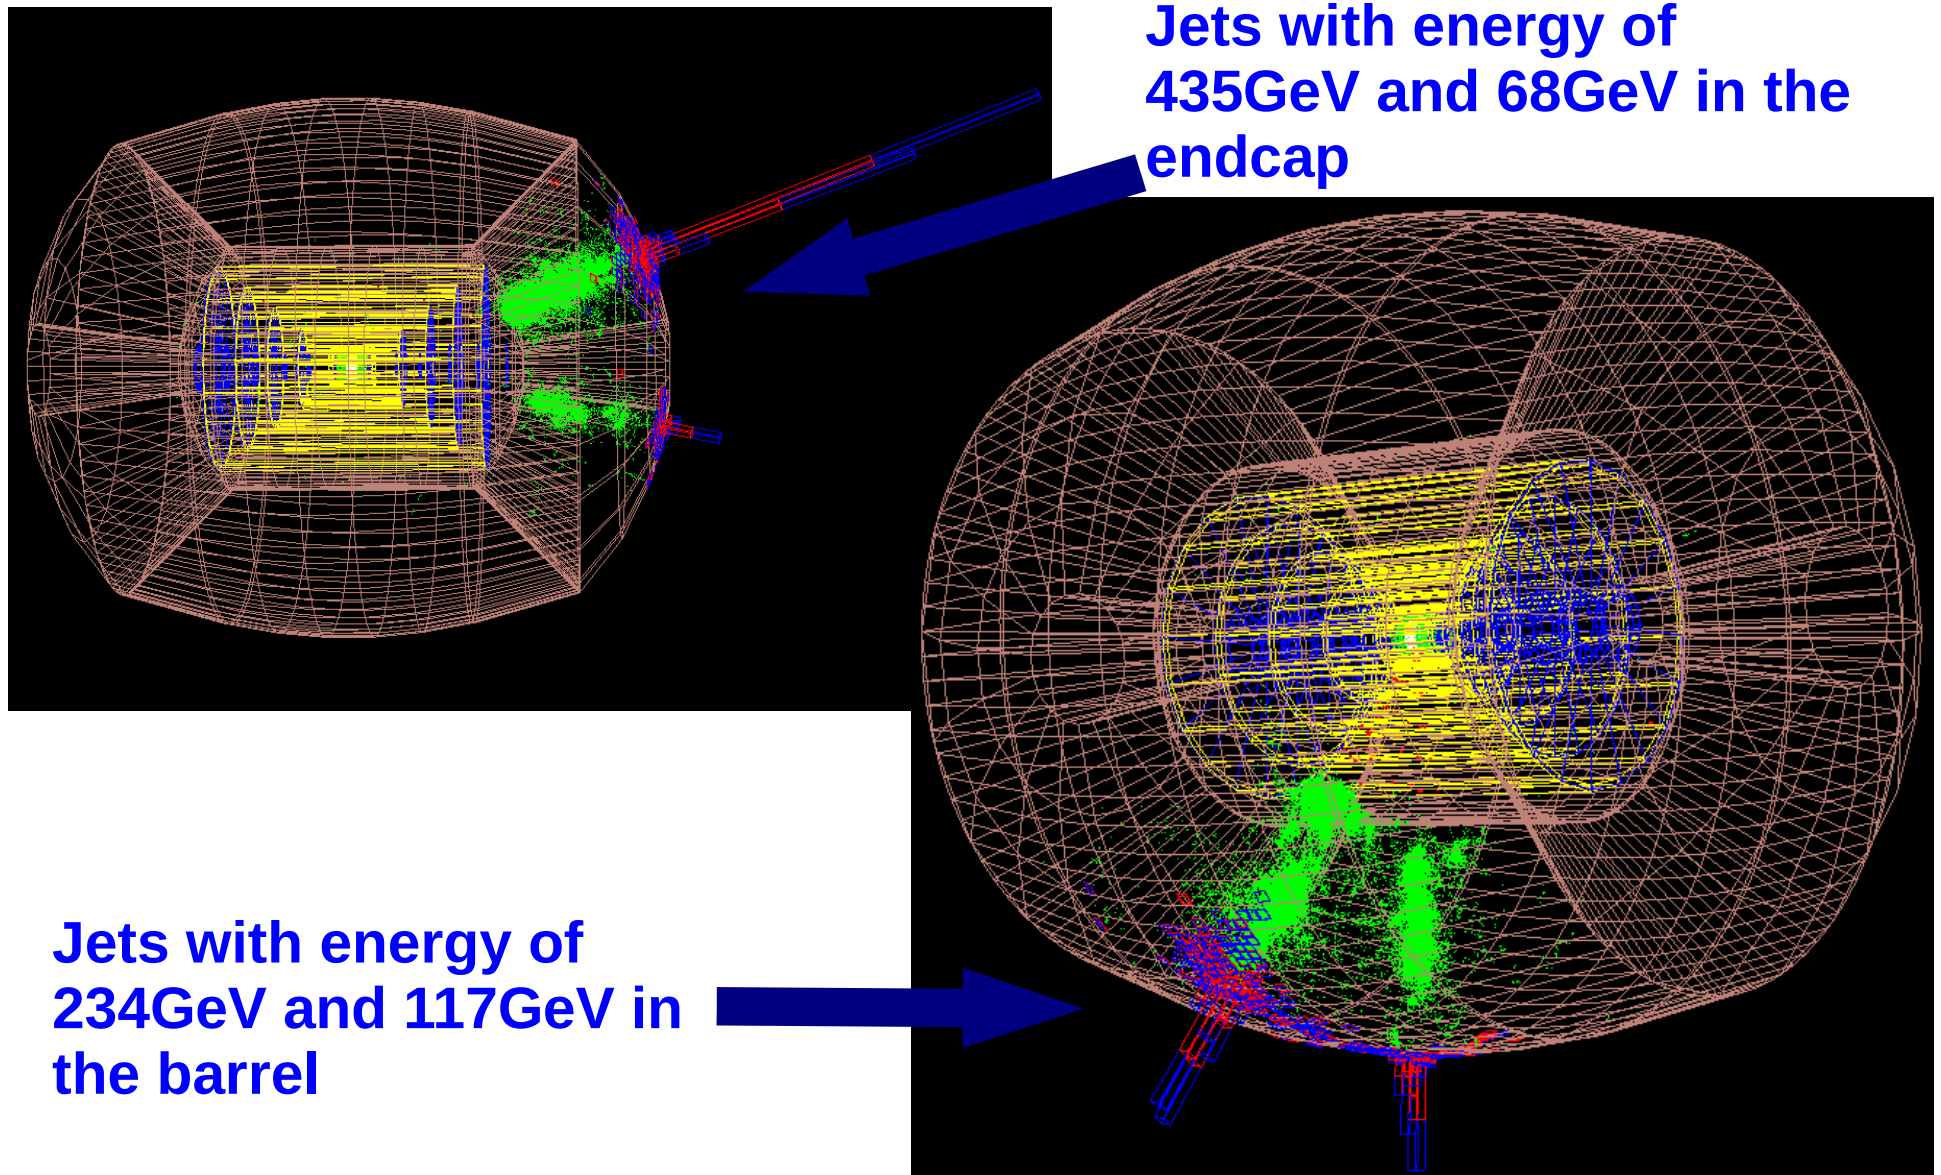 Jets with energy of
435GeV and 68GeV in the
endcap
Jets with energy of
234GeV and 117GeV in
the barrel